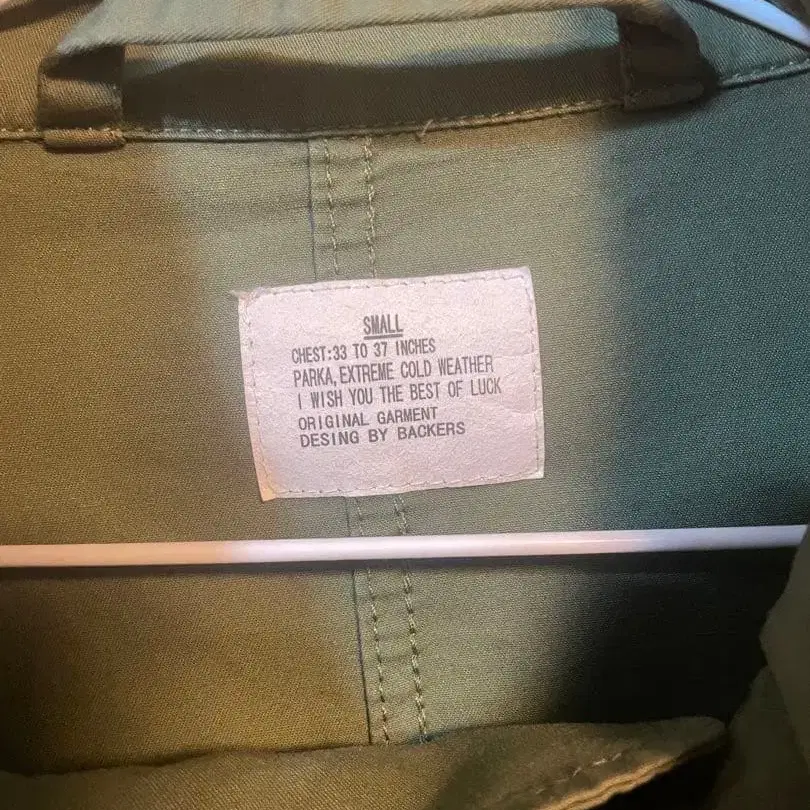 SMALL
CHEST:33 TO 37 INCHES
PARKA, EXTREME COLD WEATHER
I WISH YOU THE BEST OF LUCK
ORIGINAL GARMENT
DESING BY BACKERS